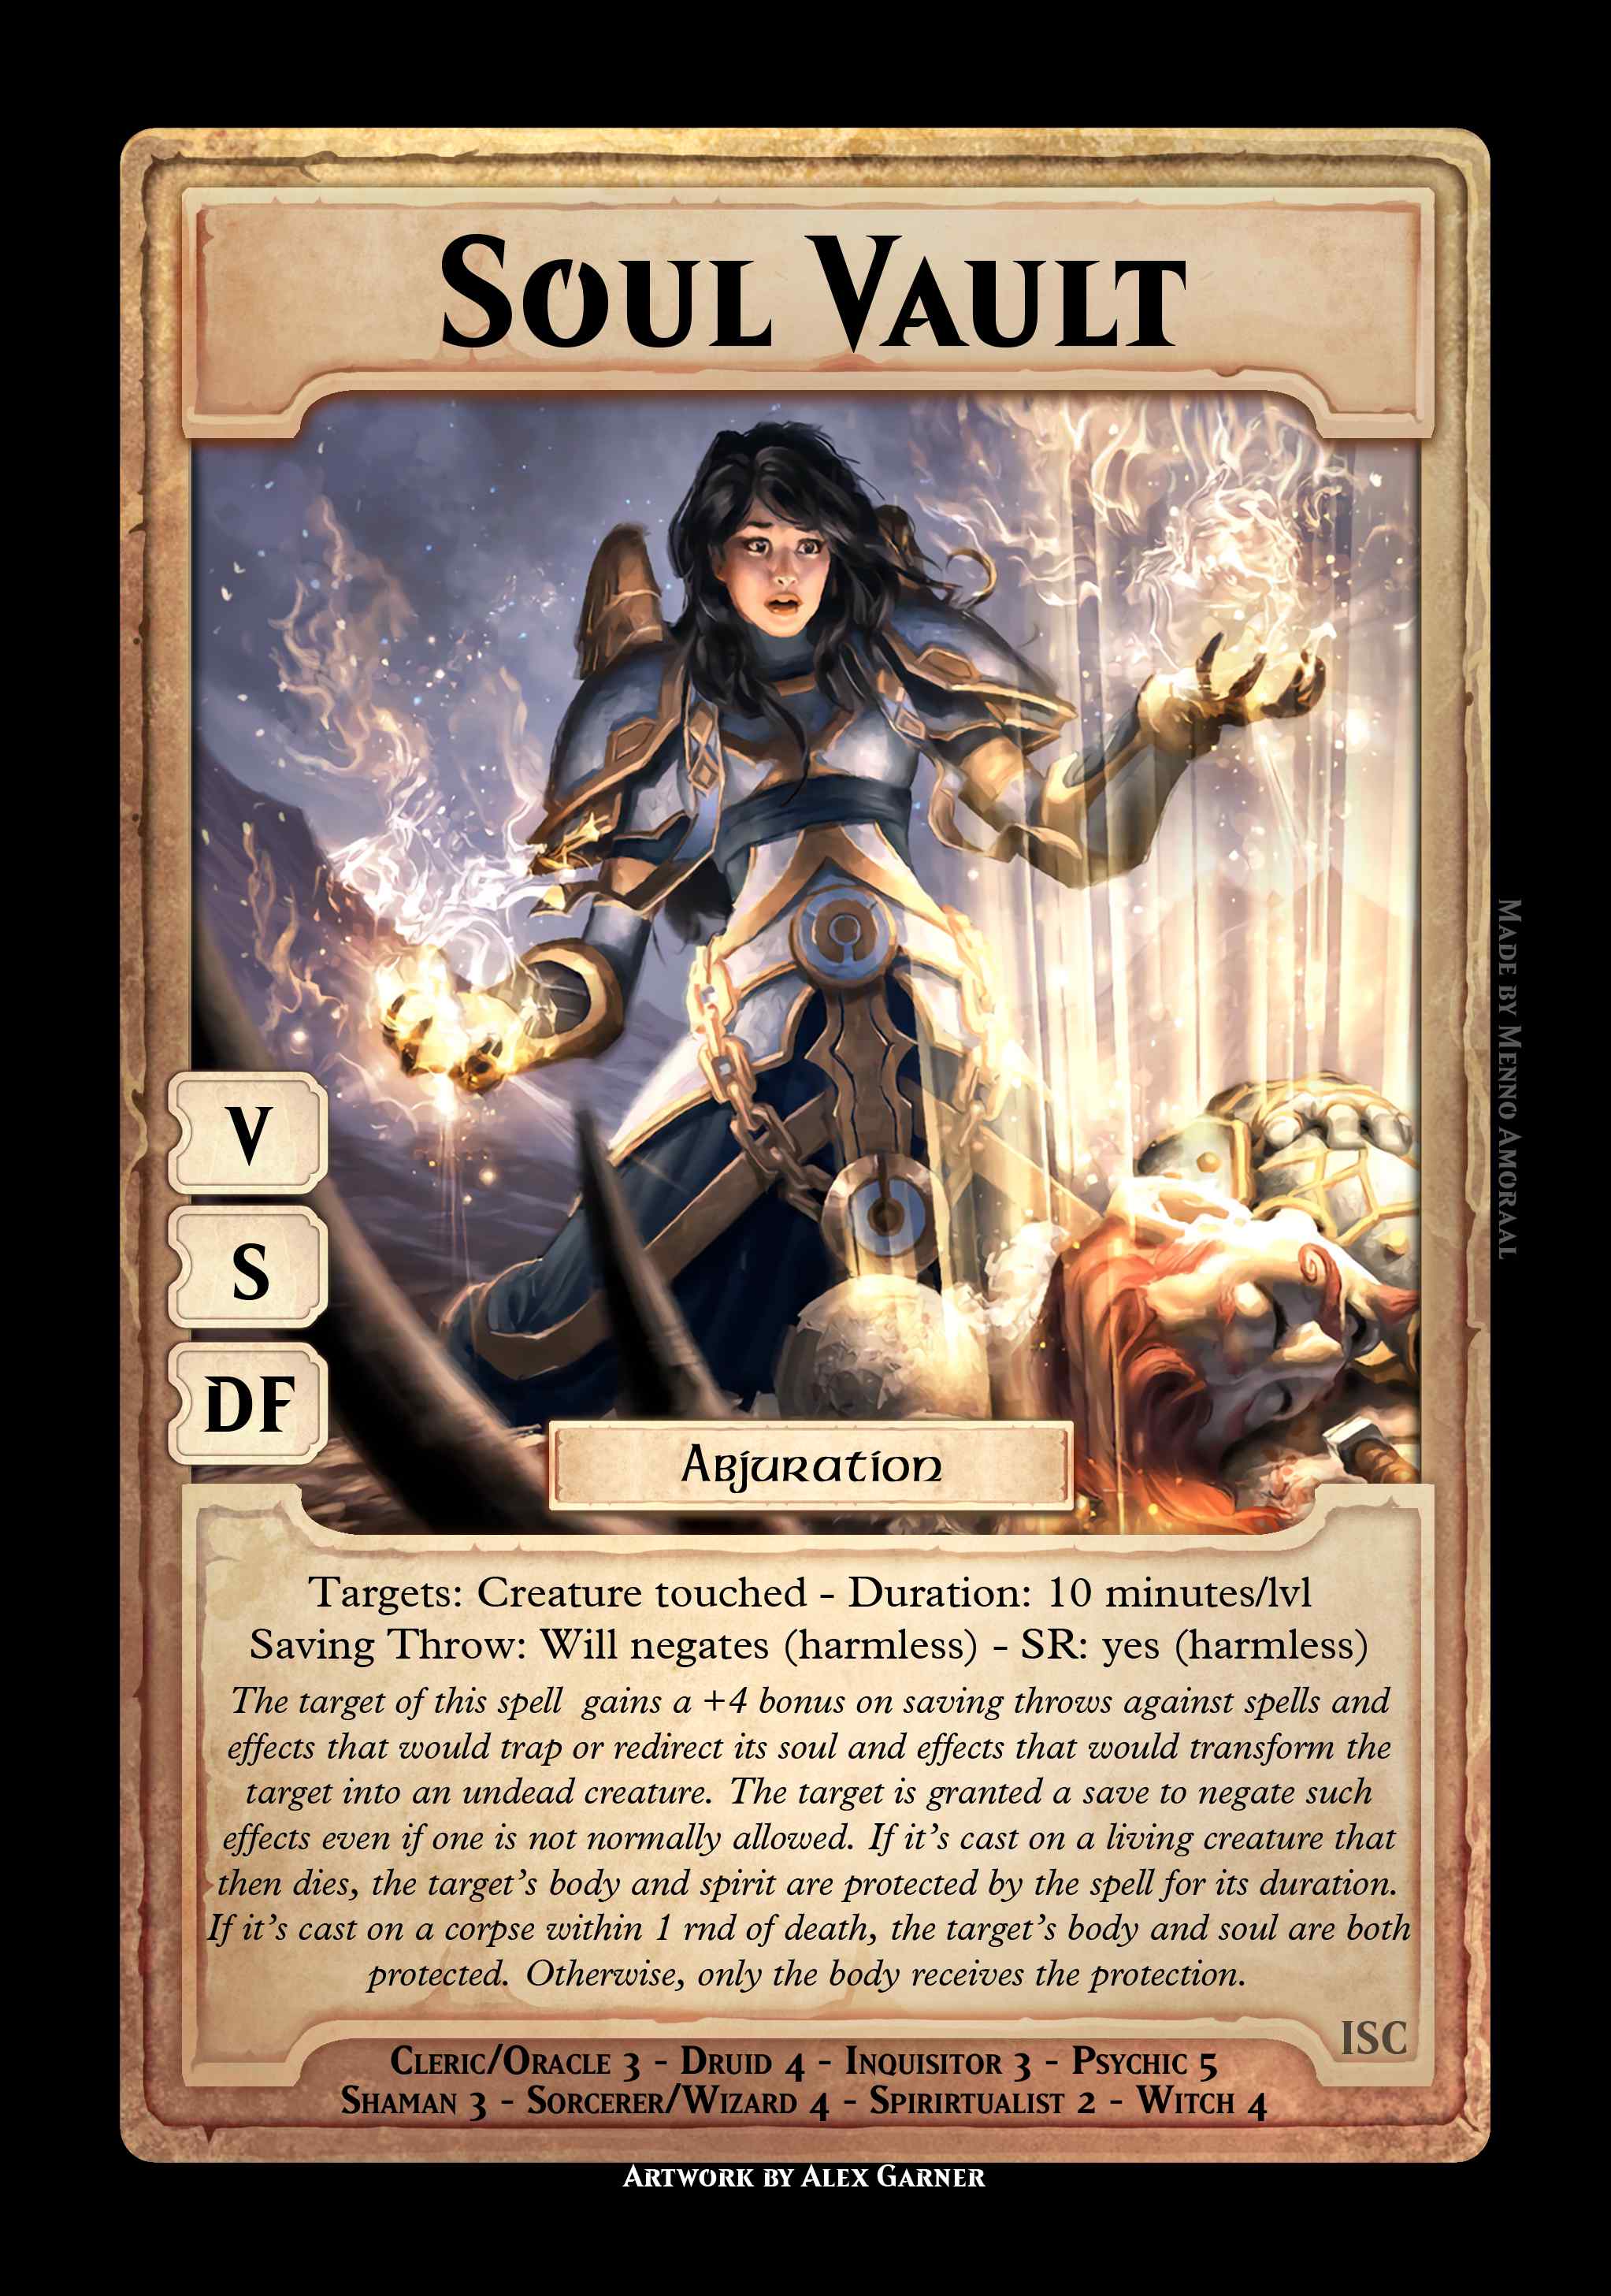 Soul Vault
V
S
DF
Abjuration
Targets: Creature touched - Duration: 10 minutes/lvl
Saving Throw: Will negates (harmless) - SR: yes (harmless)
The target of this spell  gains a +4 bonus on saving throws against spells and
effects that would trap or redirect its soul and effects that would transform the
target into an undead creature. The target is granted a save to negate such
effects even if one is not normally allowed. If it's cast on a living creature that
then dies, the target's body and spirit are protected by the spell for its duration.
If it's cast on a corpse within 1 rnd of death, the target's body and soul are both
protected. Otherwise, only the body receives the protection.
ISC
Cleric/Oracle 3 - Druid 4 - Inquisitor 3 - Psychic 5
Shaman 3 - Sorcerer/Wizard 4 - Spirirtualist 2 - Witch 4
Artwork by Alex Garner
Made by Menno Amoraal